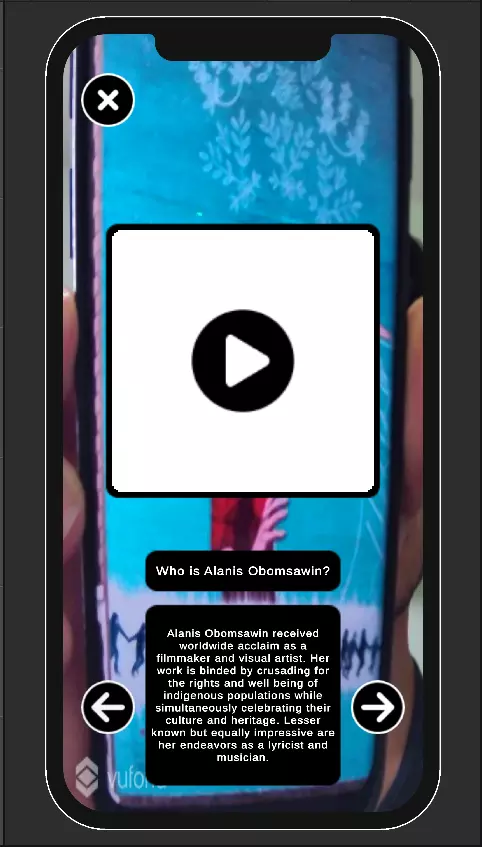 Who is Alanis Obomsawin?
Alanis Obomsawin received
worldwide acclaim as a
filmmaker and visual artist. Her
work is binded by crusading for
the rights and well being of
indigenous populations while
simultaneously celebrating their
culture and heritage. Lesser
known but equally impressive are
her endeavors as a lyricist and
musician.
vufor